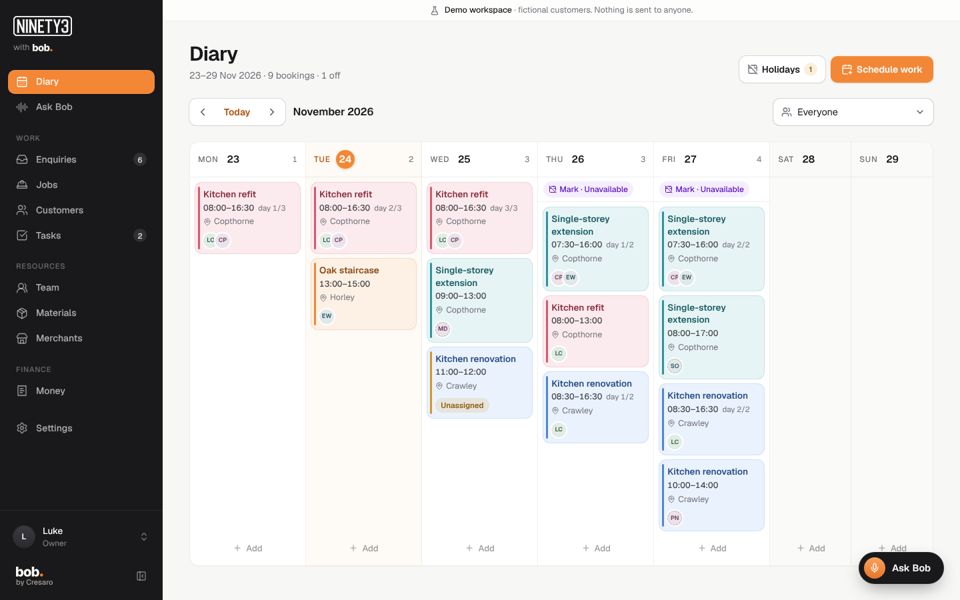 Demo workspace · fictional customers. Nothing is sent to anyone.
NINETY3
with bob.
Diary
Ask Bob
WORK
Enquiries 6
Jobs
Customers
Tasks 2
RESOURCES
Team
Materials
Merchants
FINANCE
Money
Settings
L Luke
Owner
bob.
by Cresaro
Diary
23–29 Nov 2026 · 9 bookings · 1 off
Holidays 1
Schedule work
Today
November 2026
Everyone
MON 23 1
Kitchen refit
08:00–16:30 day 1/3
Copthorne
LC CP
Add
TUE 24 2
Kitchen refit
08:00–16:30 day 2/3
Copthorne
LC CP
Oak staircase
13:00–15:00
Horley
EW
Add
WED 25 3
Kitchen refit
08:00–16:30 day 3/3
Copthorne
LC CP
Single-storey
extension
09:00–13:00
Copthorne
MD
Kitchen renovation
11:00–12:00
Crawley
Unassigned
Add
THU 26 3
Mark · Unavailable
Single-storey
extension
07:30–16:00 day 1/2
Copthorne
CP EW
Kitchen refit
08:00–13:00
Copthorne
LC
Kitchen renovation
08:30–16:30 day 1/2
Crawley
LC
Add
FRI 27 4
Mark · Unavailable
Single-storey
extension
07:30–16:00 day 2/2
Copthorne
CP EW
Single-storey
extension
08:00–17:00
Copthorne
SO
Kitchen renovation
08:30–16:30 day 2/2
Crawley
LC
Kitchen renovation
10:00–14:00
Crawley
PN
Add
SAT 28
Add
SUN 29
Add
Ask Bob